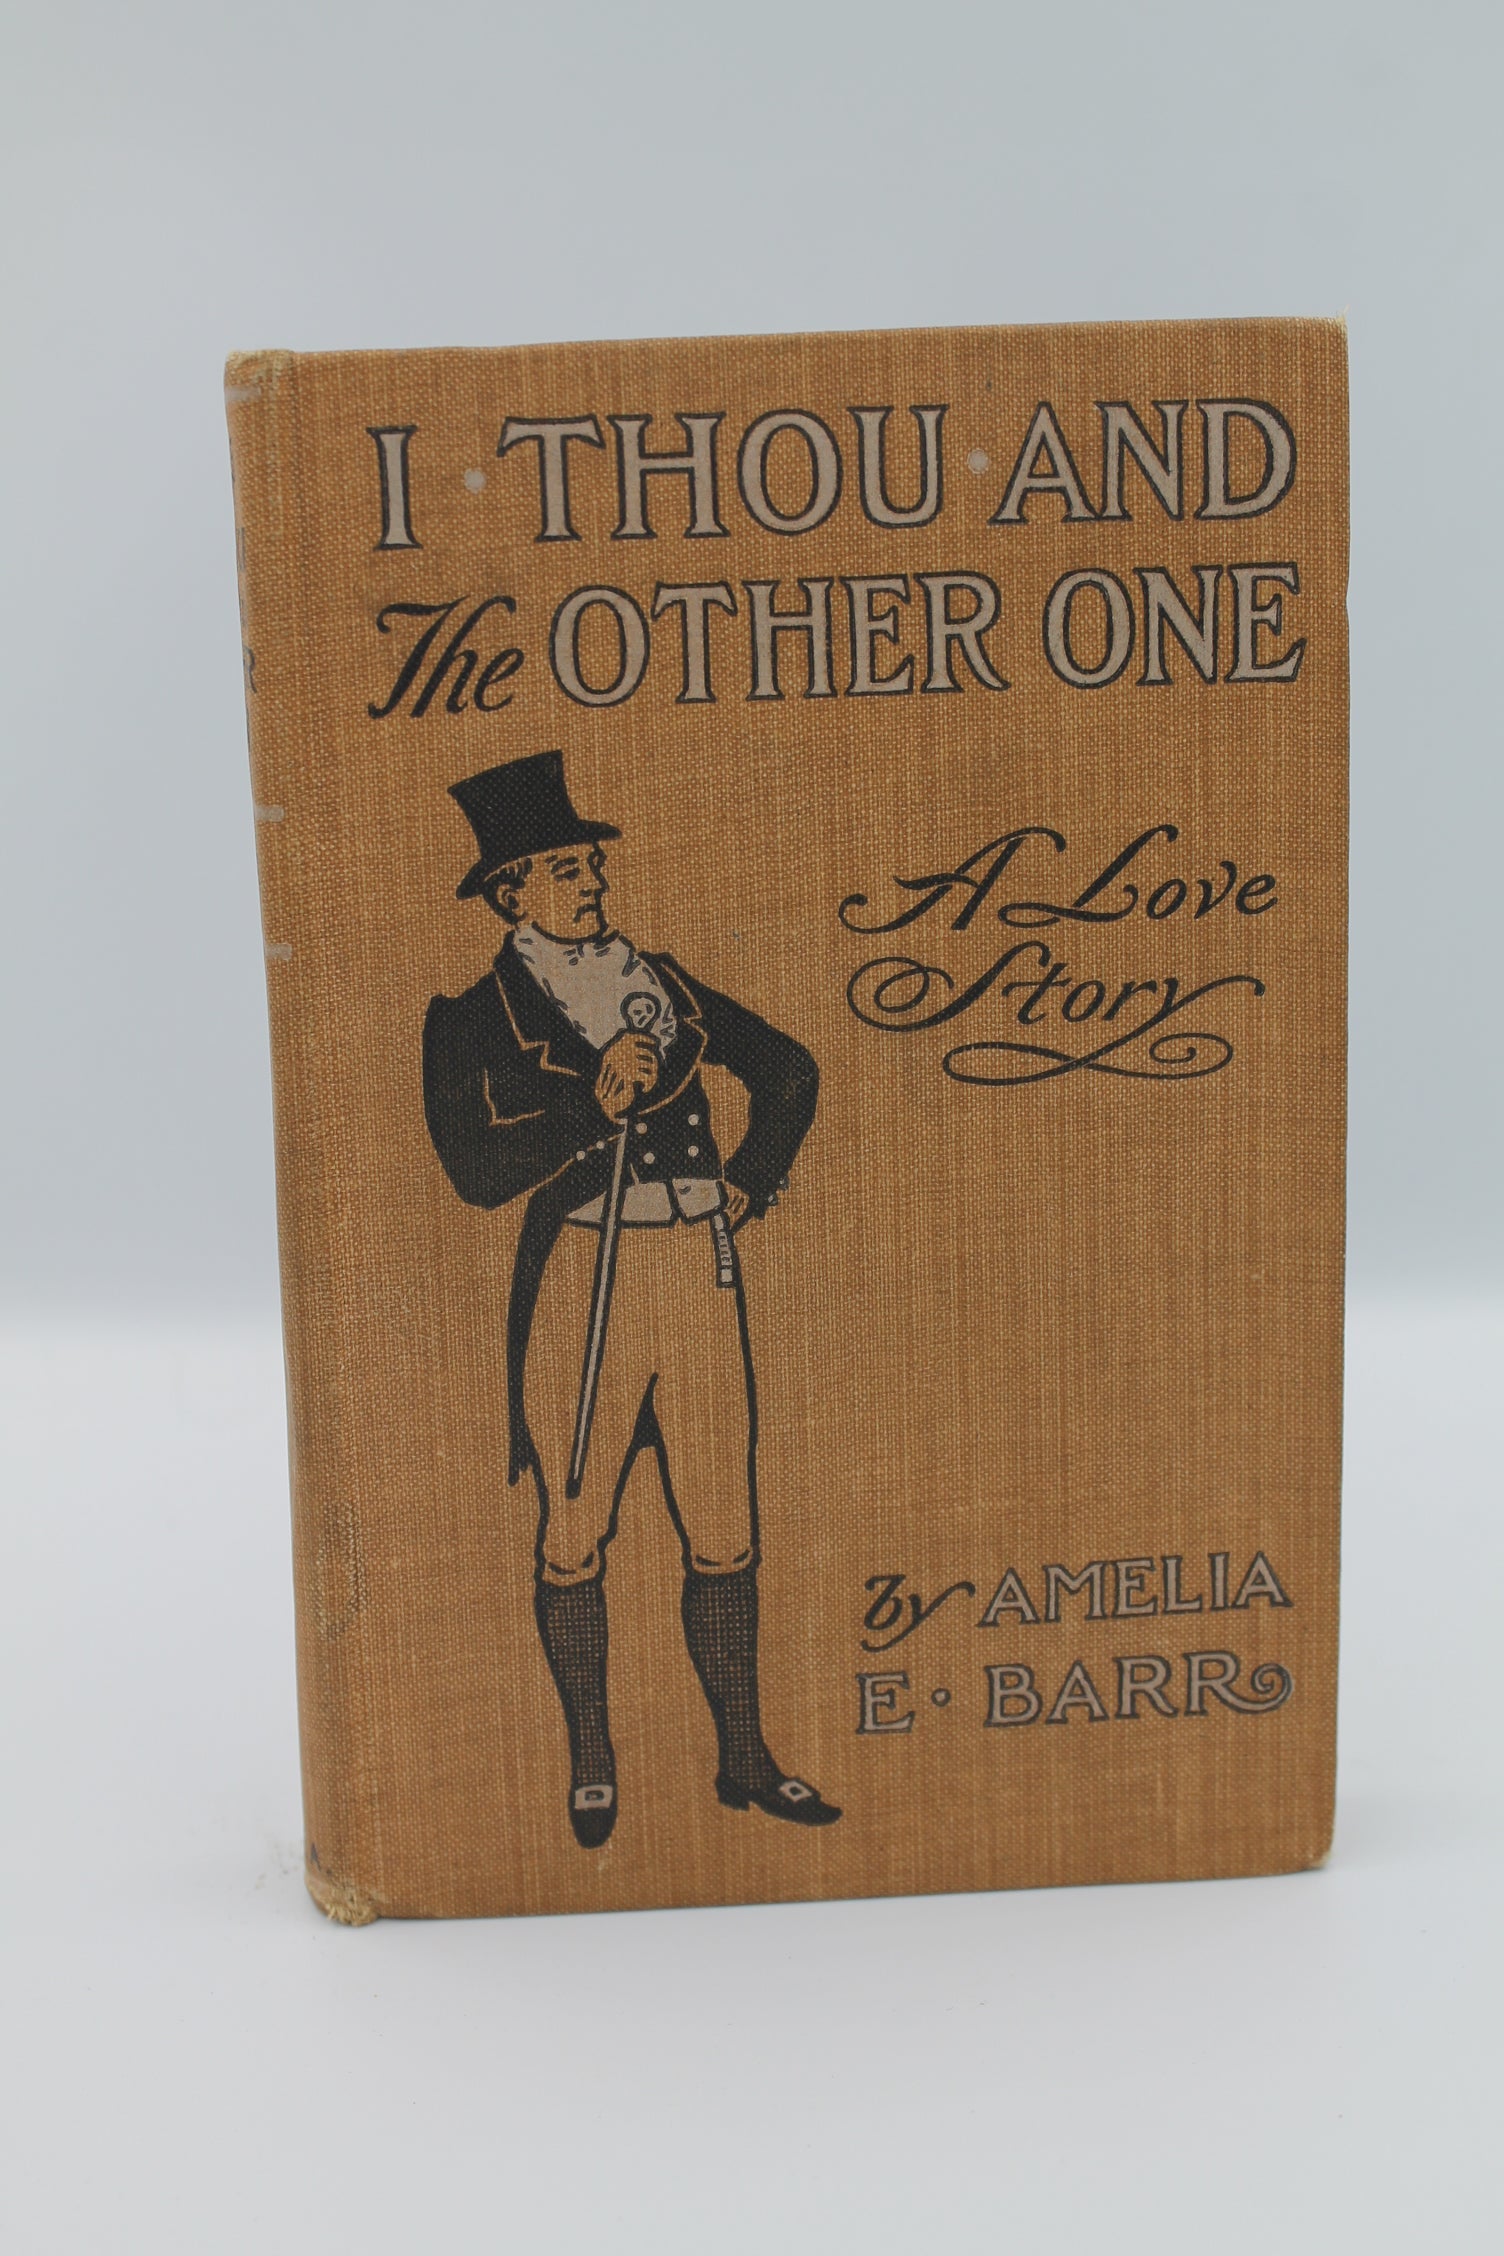 I · THOU · AND
The OTHER ONE
A Love
Story
by AMELIA
E · BARR